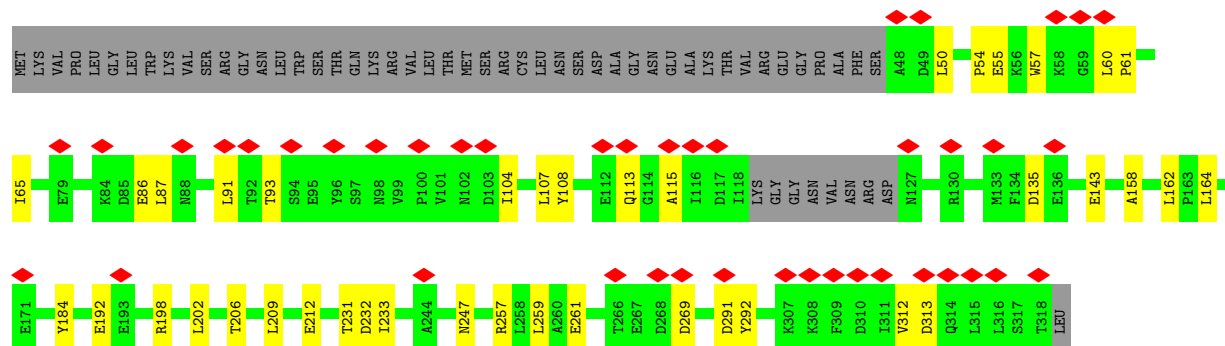 MET LYS VAL PRO LEU GLY LEU TRP LYS VAL SER ARG GLY ASN LEU TRP SER THR GLN LYS ARG VAL LEU THR MET SER ARG CYS LEU ASN SER ASP ALA GLY ASN GLU ALA LYS THR VAL ARG GLU GLY PRO ALA PHE SER A48 D49 L50 P54 E55 K56 W57 K58 G59 L60 P61
I65 E79 K84 D85 E86 L87 N88 L91 T92 T93 S94 E95 Y96 S97 N98 V99 P100 V101 N102 D103 I104 L107 Y108 E112 Q113 G114 A115 I116 D117 I118 LYS GLY GLY ASN VAL ASN ARG ASP N127 R130 M133 F134 D135 E136 E143 A158 L162 P163 L164
E171 Y184 E192 E193 R198 L202 T206 L209 E212 T231 D232 I233 A244 N247 R257 L258 L259 A260 E261 T266 E267 D268 D269 D291 Y292 K307 K308 F309 D310 I311 V312 D313 Q314 L315 L316 S317 T318 LEU